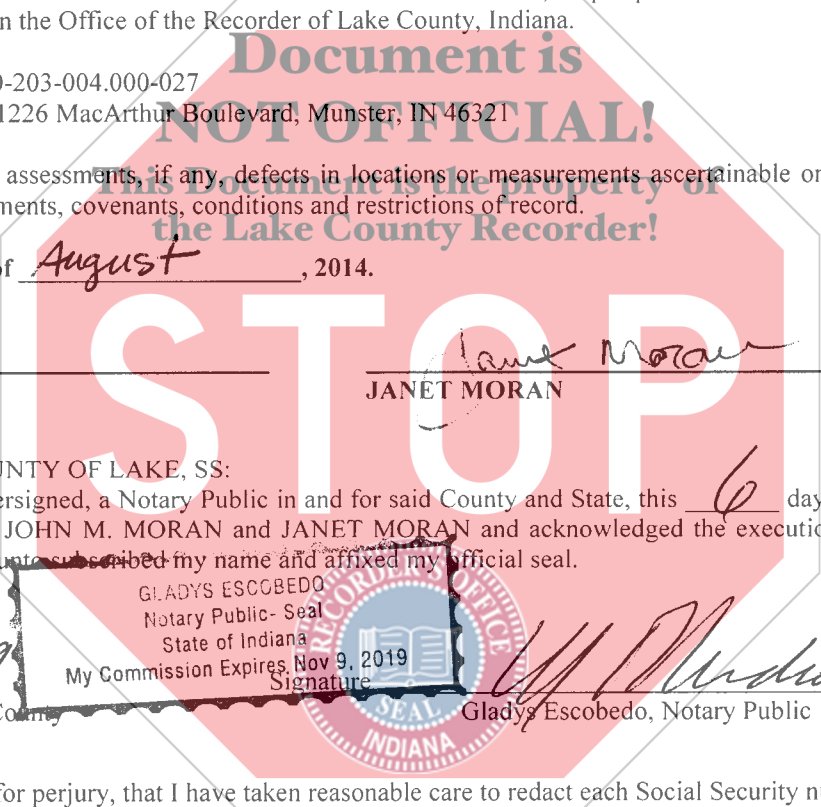 n the Office of the Recorder of Lake County, Indiana.
Document is
-203-004.000-027
1226 MacArthur Boulevard, Munster, IN 46321
NOT OFFICIAL!
assessments, if any, defects in locations or measurements ascertainable or
This Document is the property of
ments, covenants, conditions and restrictions of record.
the Lake County Recorder!
of August, 2014.
STOP
Janet Moran
JANET MORAN
UNTY OF LAKE, SS:
ersigned, a Notary Public in and for said County and State, this 6 day
JOHN M. MORAN and JANET MORAN and acknowledged the executio
unto subscribed my name and affixed my official seal.
GLADYS ESCOBEDO
Notary Public- Seal
State of Indiana
My Commission Expires Nov 9, 2019
RECORDER'S OFFICE
SEAL
INDIANA
Signature
County
Gladys Escobedo, Notary Public
for perjury, that I have taken reasonable care to redact each Social Security nu